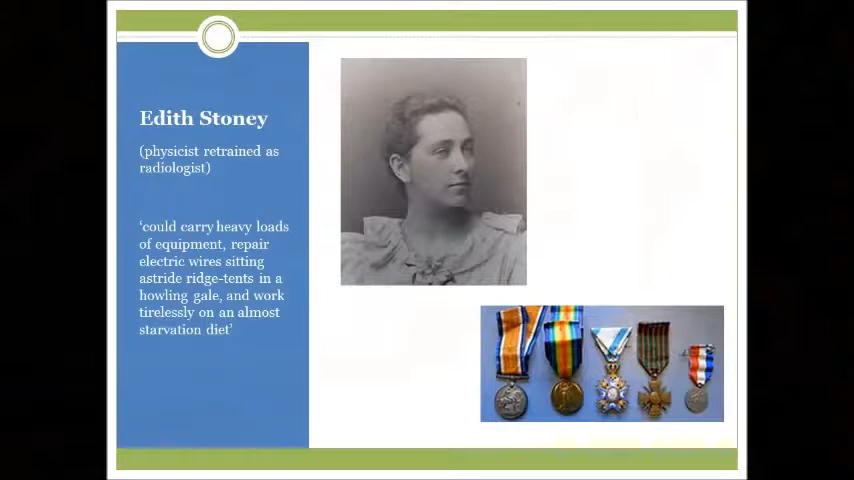 Edith Stoney
(physicist retrained as
radiologist)
‘could carry heavy loads
of equipment, repair
electric wires sitting
astride ridge-tents in a
howling gale, and work
tirelessly on an almost
starvation diet’